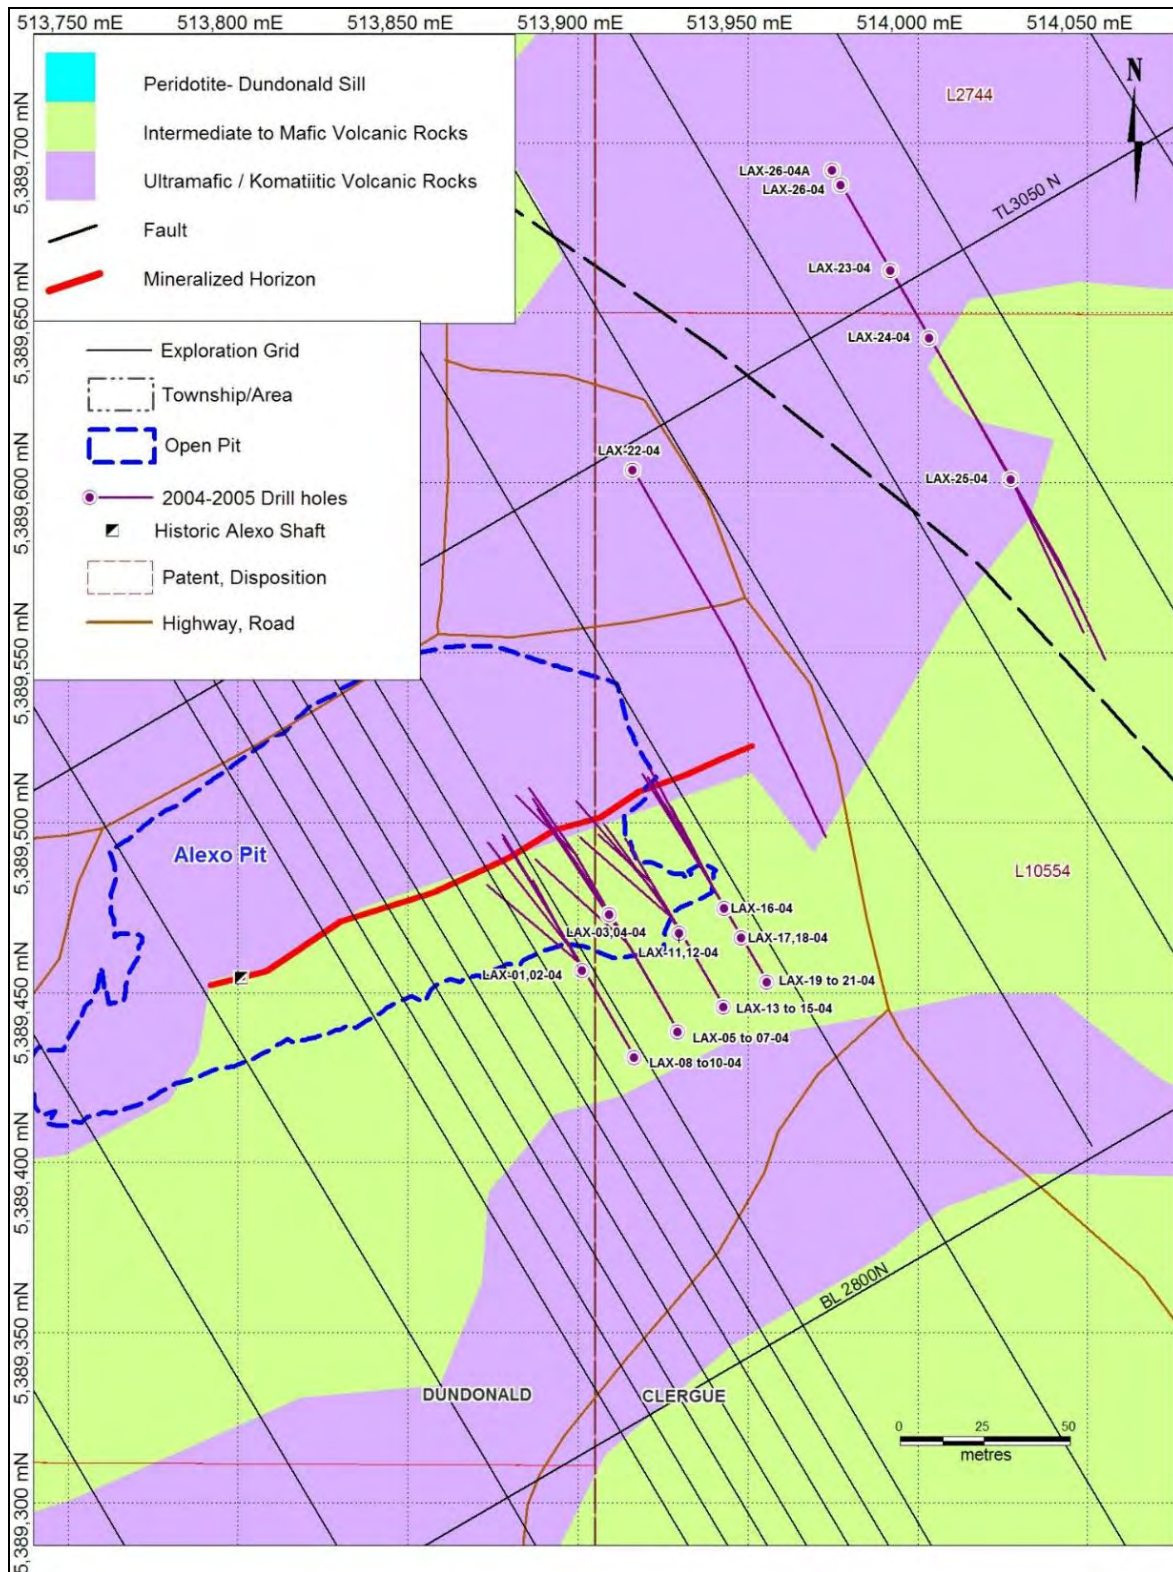 513,750 mE
513,800 mE
513,850 mE
513,900 mE
513,950 mE
514,000 mE
514,050 mE
5,389,700 mN
5,389,650 mN
5,389,600 mN
5,389,550 mN
5,389,500 mN
5,389,450 mN
5,389,400 mN
5,389,350 mN
5,389,300 mN
Peridotite- Dundonald Sill
Intermediate to Mafic Volcanic Rocks
Ultramafic / Komatiitic Volcanic Rocks
Fault
Mineralized Horizon
Exploration Grid
Township/Area
Open Pit
2004-2005 Drill holes
Historic Alexo Shaft
Patent, Disposition
Highway, Road
L2744
N
LAX-26-04A
LAX-26-04
TL3050 N
LAX-23-04
LAX-24-04
LAX-22-04
LAX-25-04
Alexo Pit
L10554
LAX-16-04
LAX-03,04-04
LAX-17,18-04
LAX-11,12-04
LAX-01,02-04
LAX-19 to 21-04
LAX-13 to 15-04
LAX-05 to 07-04
LAX-08 to10-04
BL 2800N
DUNDONALD
CLERGUE
0 25 50
metres